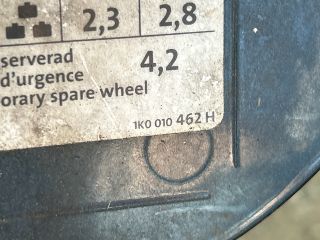 2,3 2,8
serverad
d'urgence 4,2
orary spare wheel
1K0 010 462 H